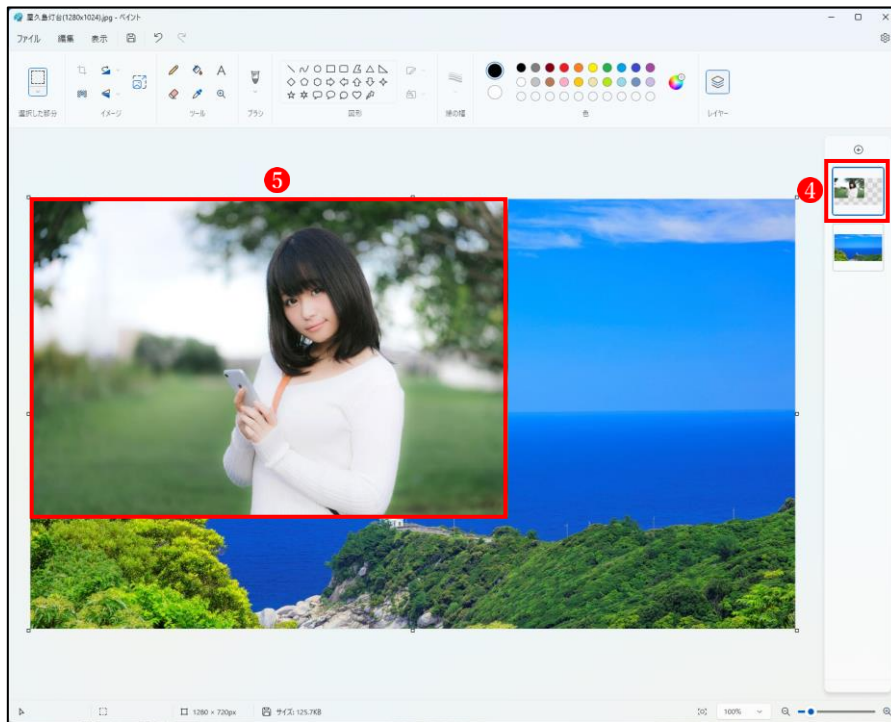 屋久島灯台(1280x1024).jpg - ペイント
ファイル 編集 表示
選択した部分 イメージ ツール ブラシ 図形 線の幅 色 レイヤー
A
5
4
1280 × 720px サイズ: 125.7KB 100%